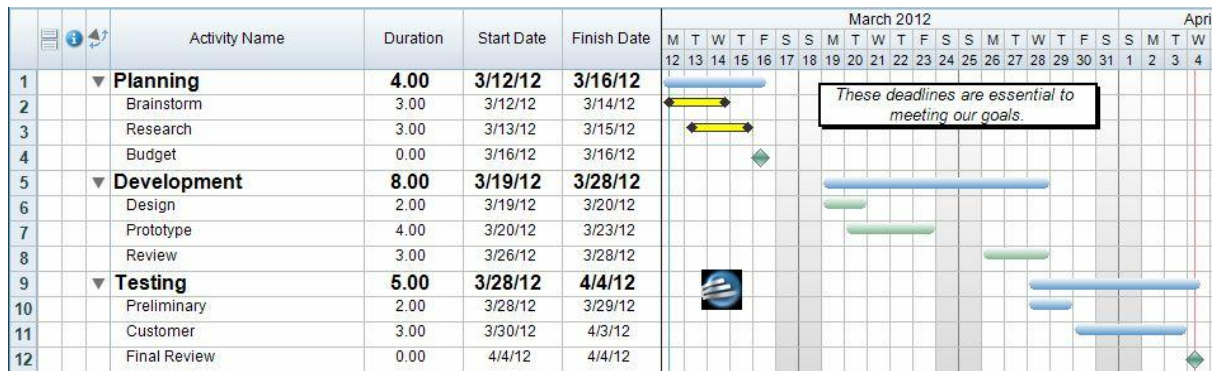 March 2012 Apri
Activity Name Duration Start Date Finish Date M T W T F S S M T W T F S S M T W T F S S M T W
12 13 14 15 16 17 18 19 20 21 22 23 24 25 26 27 28 29 30 31 1 2 3 4
1 Planning 4.00 3/12/12 3/16/12
2 Brainstorm 3.00 3/12/12 3/14/12
These deadlines are essential to
meeting our goals.
3 Research 3.00 3/13/12 3/15/12
4 Budget 0.00 3/16/12 3/16/12
5 Development 8.00 3/19/12 3/28/12
6 Design 2.00 3/19/12 3/20/12
7 Prototype 4.00 3/20/12 3/23/12
8 Review 3.00 3/26/12 3/28/12
9 Testing 5.00 3/28/12 4/4/12
10 Preliminary 2.00 3/28/12 3/29/12
11 Customer 3.00 3/30/12 4/3/12
12 Final Review 0.00 4/4/12 4/4/12